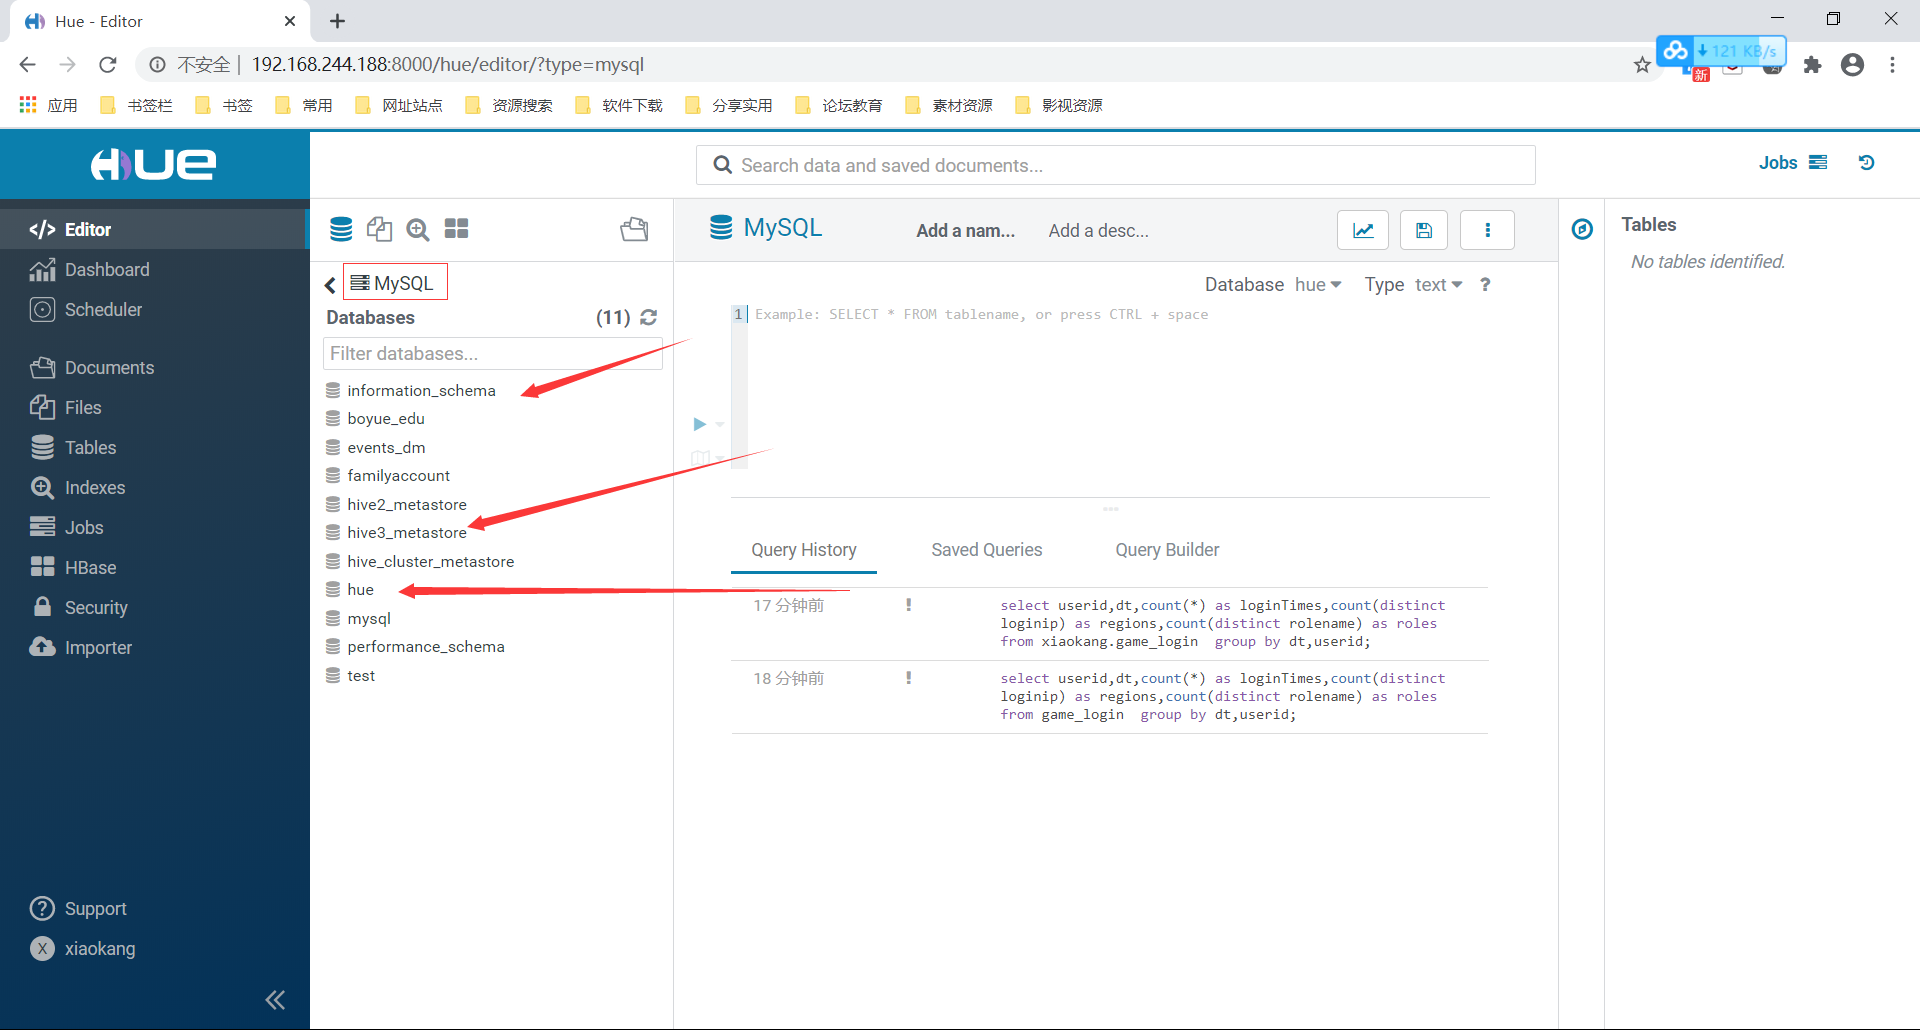 Hue - Editor
不安全 | 192.168.244.188:8000/hue/editor/?type=mysql
121 KB/s
新
应用 书签栏 书签 常用 网址站点 资源搜索 软件下载 分享实用 论坛教育 素材资源 影视资源
HUE
Search data and saved documents...
Jobs
Editor
Dashboard
Scheduler
Documents
Files
Tables
Indexes
Jobs
HBase
Security
Importer
Support
X xiaokang
MySQL
Databases (11)
Filter databases...
information_schema
boyue_edu
events_dm
familyaccount
hive2_metastore
hive3_metastore
hive_cluster_metastore
hue
mysql
performance_schema
test
MySQL Add a nam... Add a desc...
Database hue Type text ?
1 Example: SELECT * FROM tablename, or press CTRL + space
Query History Saved Queries Query Builder
17 分钟前 ! select userid,dt,count(*) as loginTimes,count(distinct
loginip) as regions,count(distinct rolename) as roles
from xiaokang.game_login group by dt,userid;
18 分钟前 ! select userid,dt,count(*) as loginTimes,count(distinct
loginip) as regions,count(distinct rolename) as roles
from game_login group by dt,userid;
Tables
No tables identified.